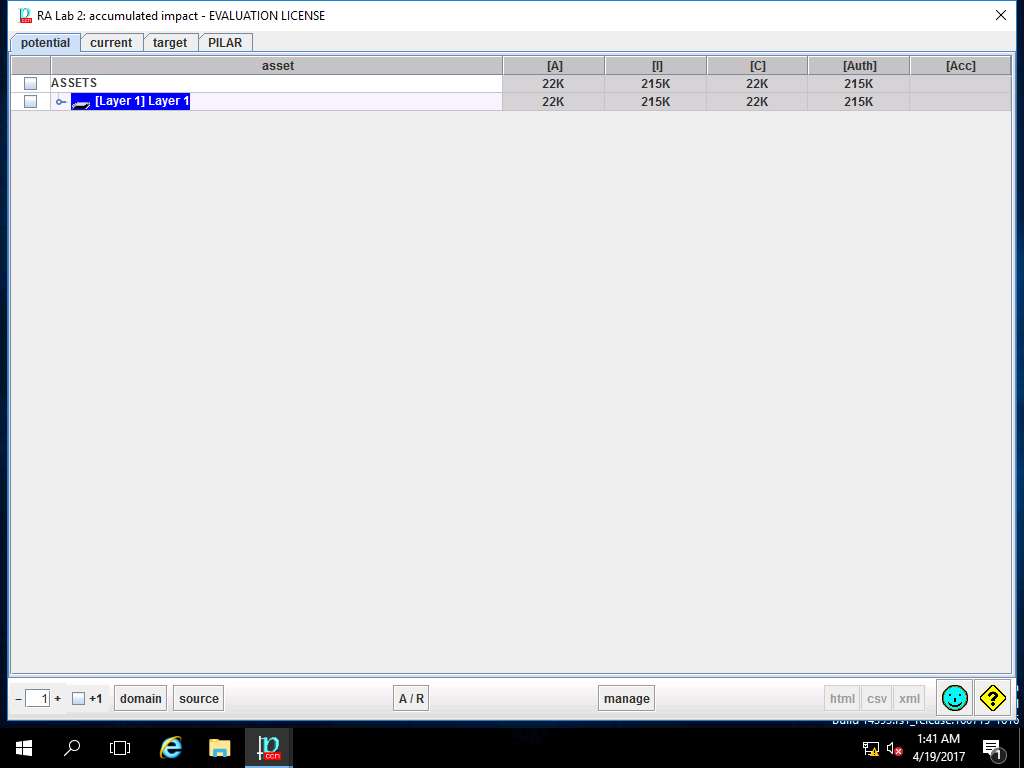 RA Lab 2: accumulated impact - EVALUATION LICENSE
potential current target PILAR
asset [A] [I] [C] [Auth] [Acc]
ASSETS 22K 215K 22K 215K
[Layer 1] Layer 1 22K 215K 22K 215K
– 1 + +1 domain source A / R manage html csv xml ?
1:41 AM
4/19/2017
1